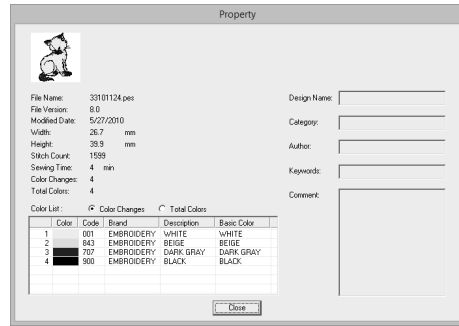 Property
File Name: 33101124.pes
File Version: 8.0
Modified Date: 5/27/2010
Width: 26.7 mm
Height: 39.9 mm
Stitch Count: 1599
Sewing Time: 4 min
Color Changes: 4
Total Colors: 4
Color List : Color Changes Total Colors
Color Code Brand Description Basic Color
1 001 EMBROIDERY WHITE WHITE
2 843 EMBROIDERY BEIGE BEIGE
3 707 EMBROIDERY DARK GRAY DARK GRAY
4 900 EMBROIDERY BLACK BLACK
Design Name:
Category:
Author:
Keywords:
Comment:
Close